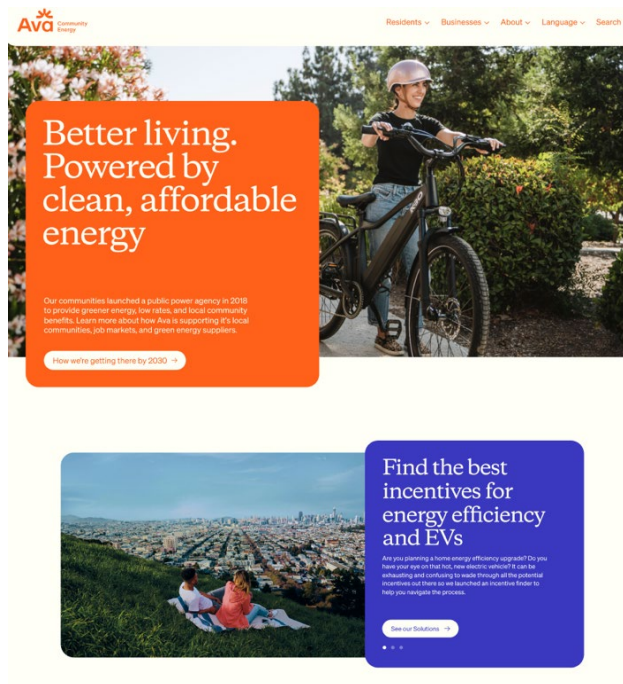 Ava Community
Energy
Residents Businesses About Language Search
Better living.
Powered by
clean, affordable
energy
Our communities launched a public power agency in 2018
to provide greener energy, low rates, and local community
benefits. Learn more about how Ava is supporting it's local
communities, job markets, and green energy suppliers.
How we're getting there by 2030 →
Find the best
incentives for
energy efficiency
and EVs
Are you planning a home energy efficiency upgrade? Do you
have your eye on that hot, new electric vehicle? It can be
exhausting and confusing to wade through all the potential
incentives out there so we launched an incentive finder to
help you navigate the process.
See our Solutions →